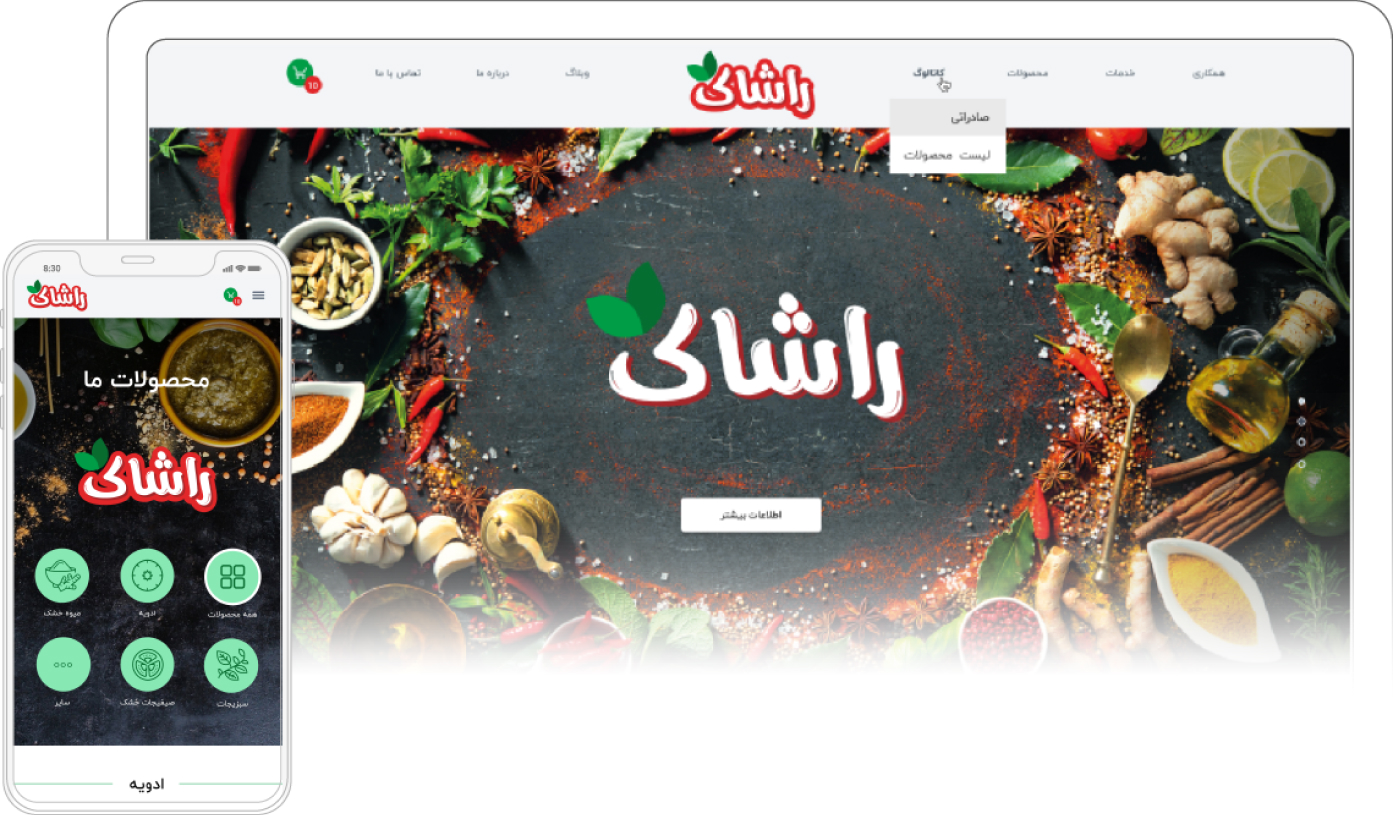 همکاری
خدمات
محصولات
کاتالوگ
راشاک
وبلاگ
درباره ما
تماس با ما
10
صادراتی
لیست محصولات
راشاک
اطلاعات بیشتر
8:30
راشاک
10
محصولات ما
راشاک
همه محصولات
ادویه
میوه خشک
سبزیجات
صیفیجات خشک
سایر
ادویه